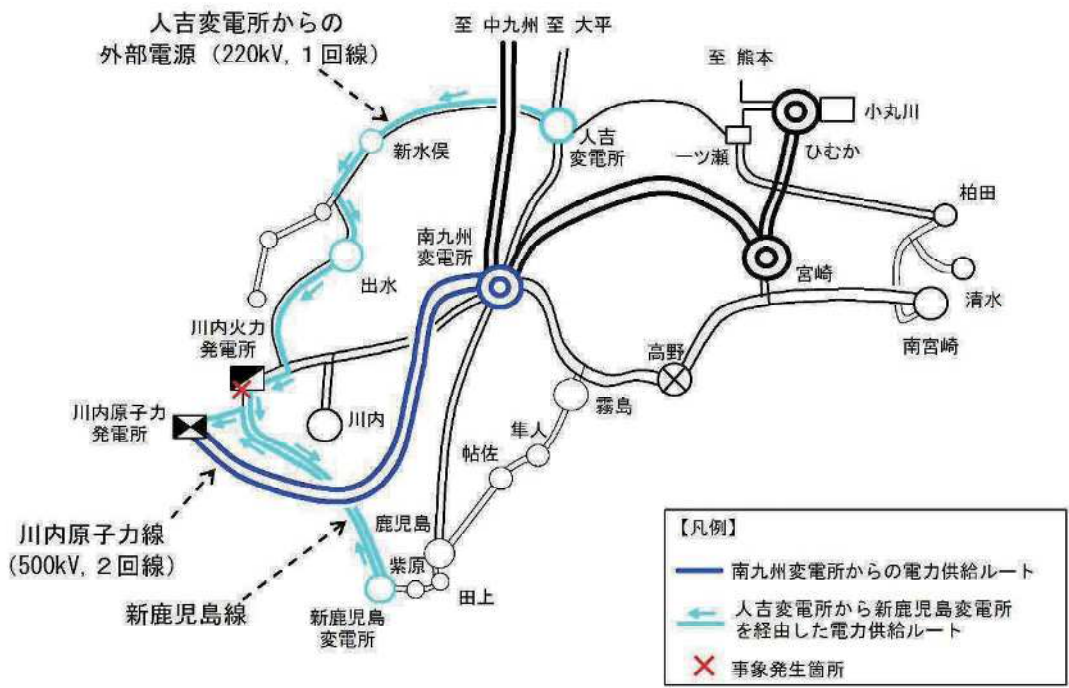 人吉変電所からの
外部電源（220kV, １回線）
至 中九州
至 大平
至 熊本
小丸川
ひむか
一ツ瀬
人吉
変電所
新水俣
柏田
南九州
変電所
宮崎
清水
出水
南宮崎
川内火力
発電所
高野
霧島
川内原子力
発電所
川内
隼人
帖佐
川内原子力線
(500kV, ２回線)
鹿児島
紫原
田上
新鹿児島線
新鹿児島
変電所
【凡例】
南九州変電所からの電力供給ルート
人吉変電所から新鹿児島変電所
を経由した電力供給ルート
事象発生箇所